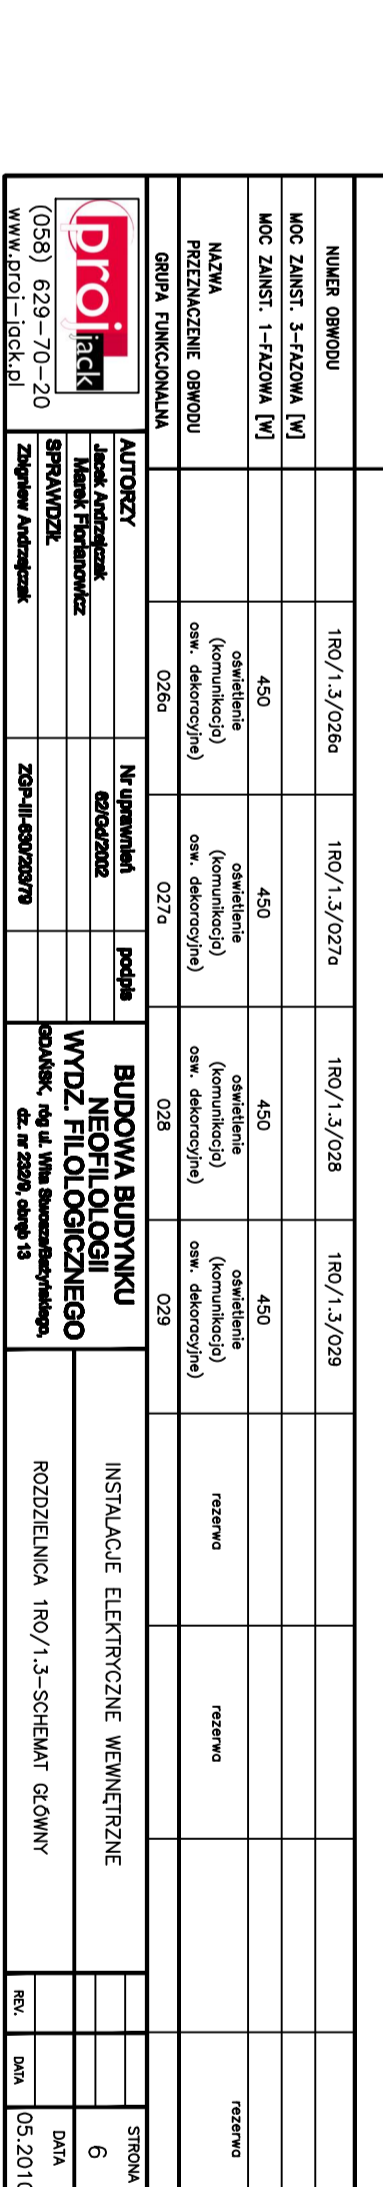 NUMER OBWODU
1RO/1.3/026a
1RO/1.3/027a
1RO/1.3/028
1RO/1.3/029
MOC ZAINST. 3-FAZOWA [W]
MOC ZAINST. 1-FAZOWA [W]
450
450
450
450
NAZWA
PRZEZNACZENIE OBWODU
oświetlenie
(komunikacja)
osw. dekoracyjne)
oświetlenie
(komunikacja)
osw. dekoracyjne)
oświetlenie
(komunikacja)
osw. dekoracyjne)
oświetlenie
(komunikacja)
osw. dekoracyjne)
rezerwa
rezerwa
rezerwa
GRUPA FUNKCJONALNA
026a
027a
028
029
proj
jack
(058) 629-70-20
www.proj-jack.pl
AUTORZY
Nr uprawnień
podpis
Jacek Andrzejczak
82/Gd/2002
Marek Florianowicz
SPRAWDZIŁ
Zbigniew Andrzejczak
ZGP-III-630/203/79
BUDOWA BUDYNKU
NEOFILOLOGII
WYDZ. FILOLOGICZNEGO
GDAŃSK, róg ul. Wita Stwosza/Bażyńskiego,
dz. nr 232/9, obręb 13
INSTALACJE ELEKTRYCZNE WEWNĘTRZNE
ROZDZIELNICA 1RO/1.3-SCHEMAT GŁÓWNY
REV.
DATA
STRONA
6
DATA
05.2010